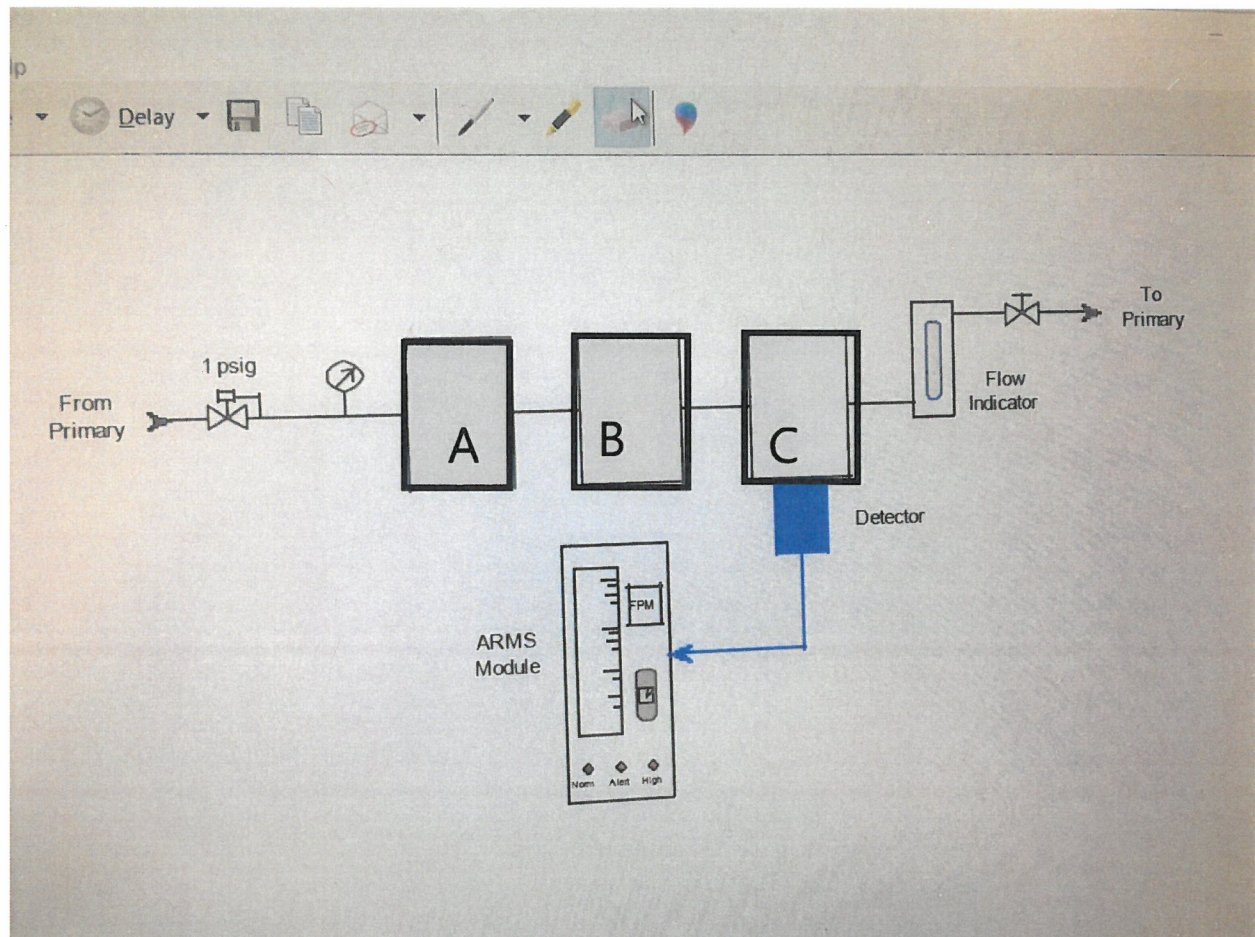 lp
Delay
1 psig
From
Primary
A
B
C
To
Primary
Flow
Indicator
Detector
ARMS
Module
FPM
Norm
Alert
High